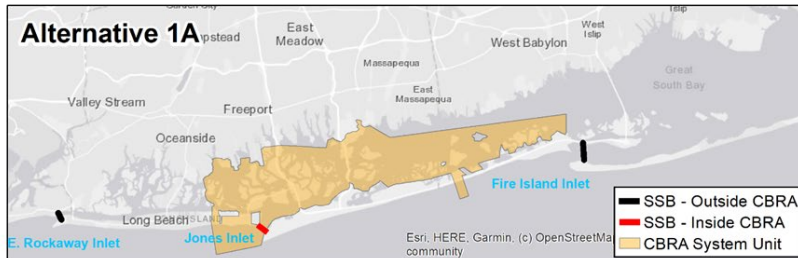 Alternative 1A
East
Meadow
West
Islip
West Babylon
Massapequa
Great
South Bay
East
Massapequa
Valley Stream
Freeport
Oceanside
Fire Island Inlet
SSB - Outside CBRA
SSB - Inside CBRA
CBRA System Unit
Long Beach
E. Rockaway Inlet
Jones Inlet
Esri, HERE, Garmin, (c) OpenStreetMap
community